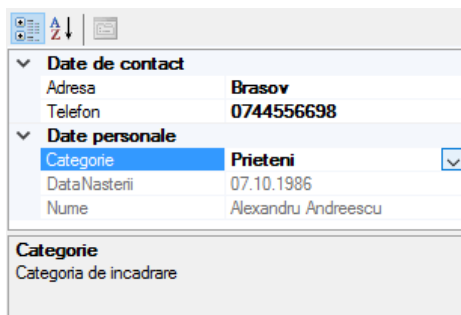 Date de contact
Adresa Brasov
Telefon 0744556698
Date personale
Categorie Prieteni
DataNasterii 07.10.1986
Nume Alexandru Andreescu
Categorie
Categoria de incadrare